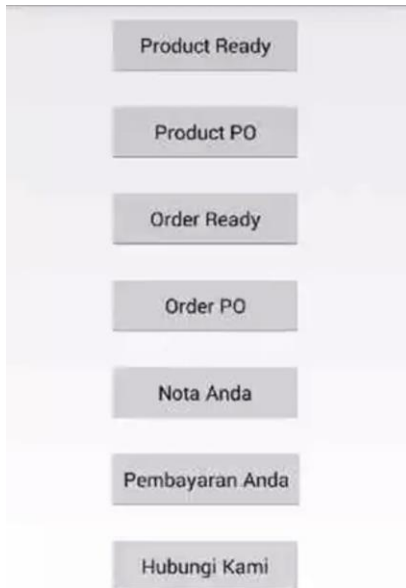 Product Ready
Product PO
Order Ready
Order PO
Nota Anda
Pembayaran Anda
Hubungi Kami